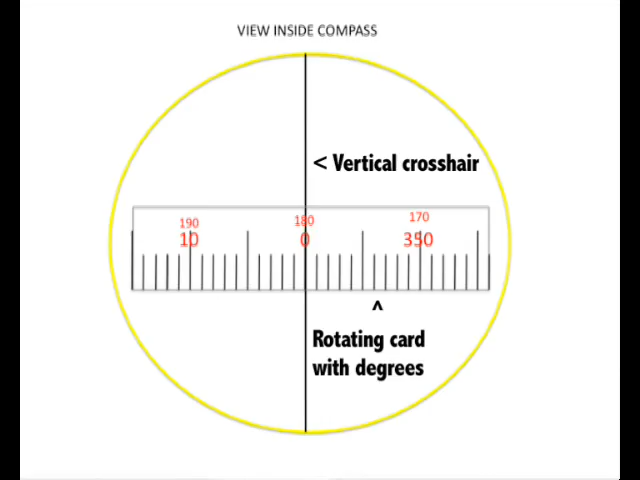 VIEW INSIDE COMPASS
< Vertical crosshair
190 180 170
10 0 350
^
Rotating card
with degrees